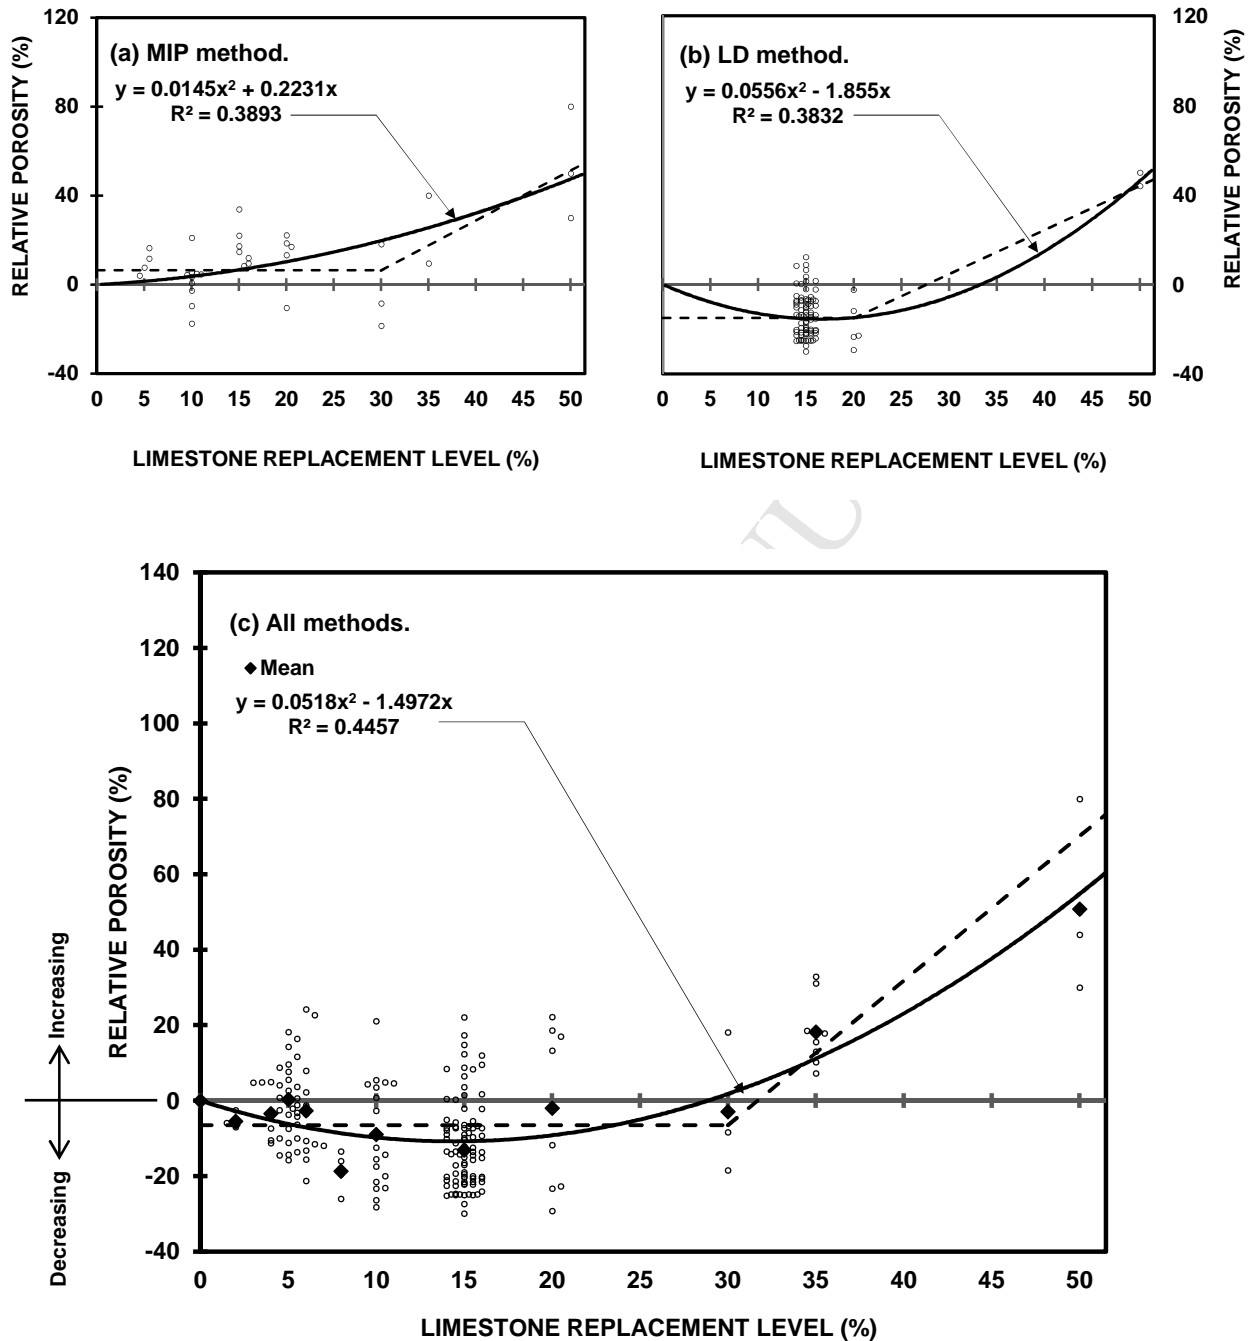 120
80
40
0
-40
RELATIVE POROSITY (%)
(a) MIP method.
y = 0.0145x² + 0.2231x
R² = 0.3893
0 5 10 15 20 25 30 35 40 45 50
LIMESTONE REPLACEMENT LEVEL (%)
(b) LD method.
y = 0.0556x² - 1.855x
R² = 0.3832
120
80
40
0
-40
RELATIVE POROSITY (%)
0 5 10 15 20 25 30 35 40 45 50
LIMESTONE REPLACEMENT LEVEL (%)
140
120
100
80
60
40
20
0
-20
-40
RELATIVE POROSITY (%)
Increasing
Decreasing
(c) All methods.
Mean
y = 0.0518x² - 1.4972x
R² = 0.4457
0 5 10 15 20 25 30 35 40 45 50
LIMESTONE REPLACEMENT LEVEL (%)